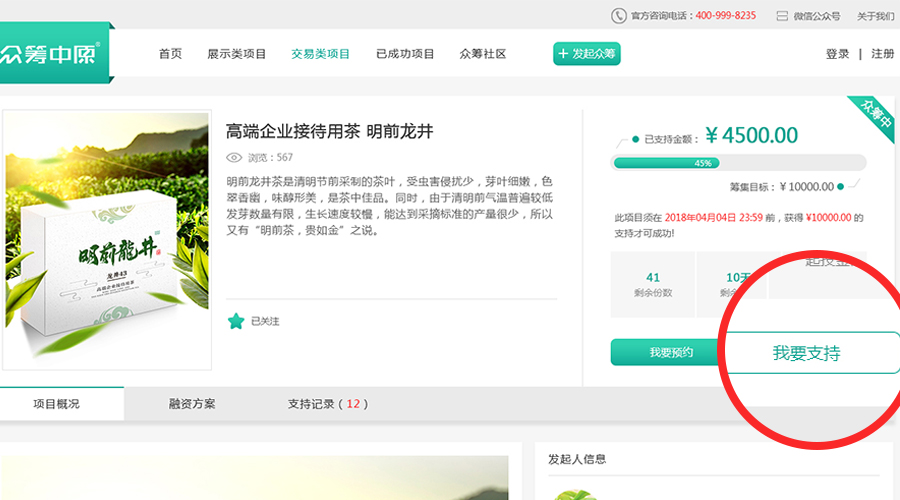 官方咨询电话：400-999-8235 微信公众号 关于我们
众筹中原®
首页 展示类项目 交易类项目 已成功项目 众筹社区 + 发起众筹 登录 | 注册
众筹中
高端企业接待用茶 明前龙井
浏览：567
明前龙井茶是清明节前采制的茶叶，受虫害侵扰少，芽叶细嫩，色
翠香幽，味醇形美，是茶中佳品。同时，由于清明前气温普遍较低
发芽数量有限，生长速度较慢，能达到采摘标准的产量很少，所以
又有“明前茶，贵如金”之说。
明前龍井
龙井43
高端企业接待用茶
已关注
已支持金额：￥4500.00
45%
筹集目标：￥10000.00
此项目须在 2018年04月04日 23:59 前，获得 ¥10000.00 的
支持才可成功!
41
剩余份数
10天
剩余
起投金
我要预约
我要支持
项目概况 融资方案 支持记录（12）
发起人信息